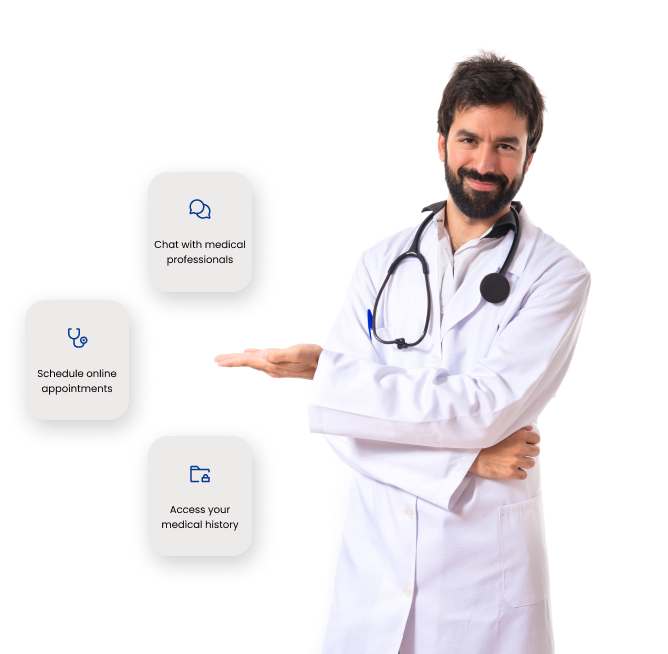 Chat with medical
professionals
Schedule online
appointments
Access your
medical history